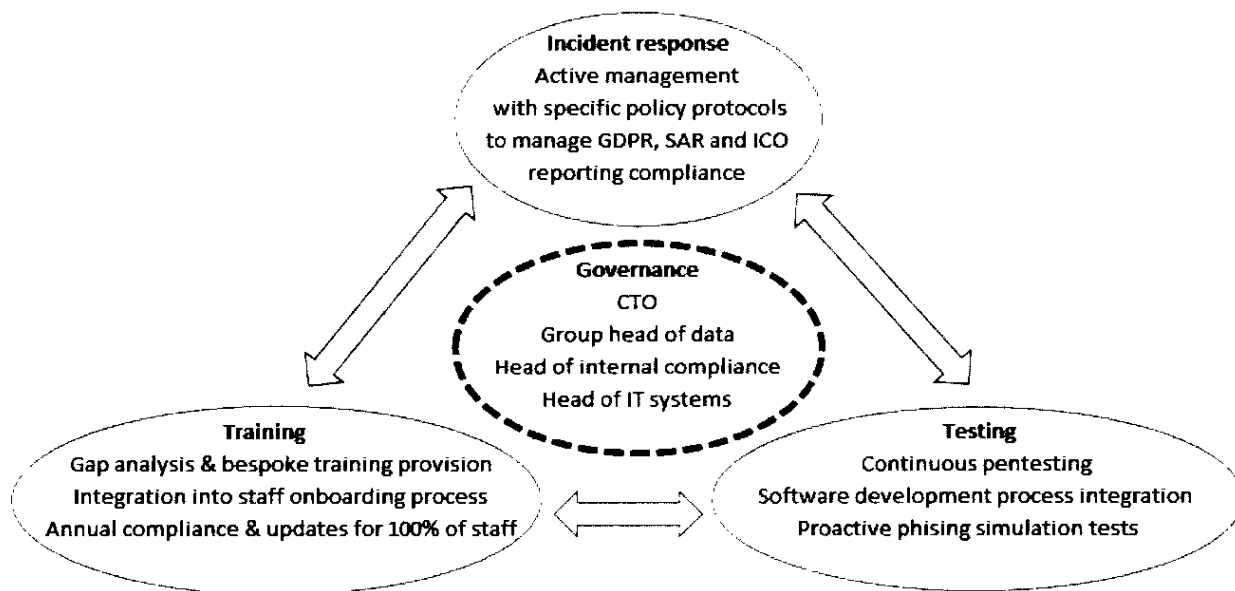 Incident response
Active management
with specific policy protocols
to manage GDPR, SAR and ICO
reporting compliance
Governance
CTO
Group head of data
Head of internal compliance
Head of IT systems
Training
Gap analysis & bespoke training provision
Integration into staff onboarding process
Annual compliance & updates for 100% of staff
Testing
Continuous pentesting
Software development process integration
Proactive phising simulation tests